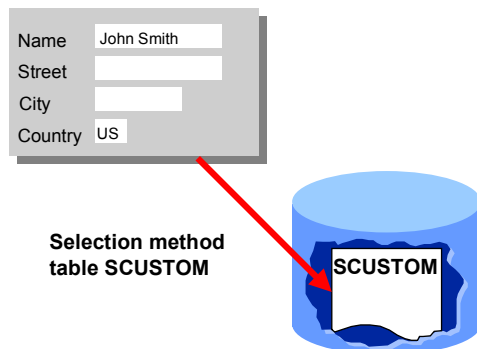 Name John Smith
Street
City
Country US
Selection method
table SCUSTOM
SCUSTOM